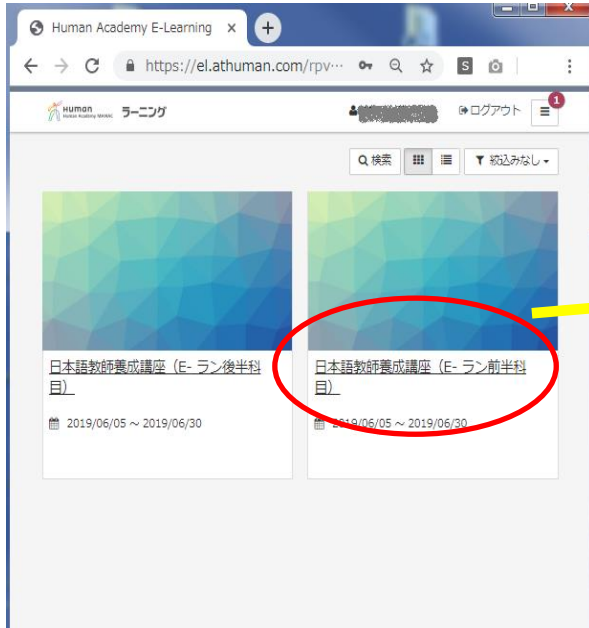 Human Academy E-Learning
https://el.athuman.com/rpv…
S
Human
ラーニング
ログアウト
1
検索
絞込みなし
日本語教師養成講座（E- ラン後半科
目）
2019/06/05 ～ 2019/06/30
日本語教師養成講座（E- ラン前半科
目）
2019/06/05 ～ 2019/06/30